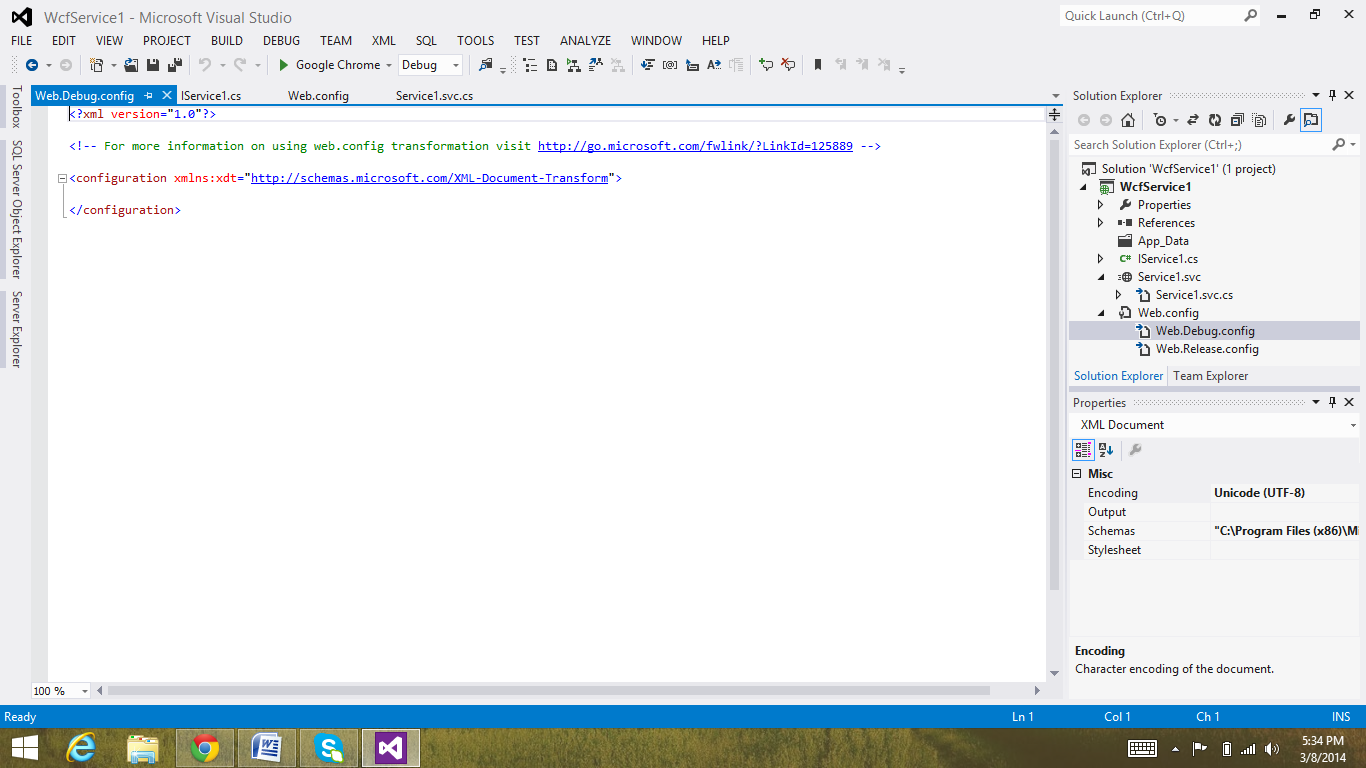 WcfService1 - Microsoft Visual Studio
Quick Launch (Ctrl+Q)
FILE EDIT VIEW PROJECT BUILD DEBUG TEAM XML SQL TOOLS TEST ANALYZE WINDOW HELP
Google Chrome Debug
Toolbox
SQL Server Object Explorer
Server Explorer
Web.Debug.config IService1.cs Web.config Service1.svc.cs
<?xml version="1.0"?>
<!-- For more information on using web.config transformation visit http://go.microsoft.com/fwlink/?LinkId=125889 -->
<configuration xmlns:xdt="http://schemas.microsoft.com/XML-Document-Transform">
</configuration>
100 %
Solution Explorer
Search Solution Explorer (Ctrl+;)
Solution 'WcfService1' (1 project)
WcfService1
Properties
References
App_Data
C# IService1.cs
Service1.svc
Service1.svc.cs
Web.config
Web.Debug.config
Web.Release.config
Solution Explorer Team Explorer
Properties
XML Document
Misc
Encoding Unicode (UTF-8)
Output
Schemas "C:\Program Files (x86)\Mi
Stylesheet
Encoding
Character encoding of the document.
Ready Ln 1 Col 1 Ch 1 INS
5:34 PM
3/8/2014